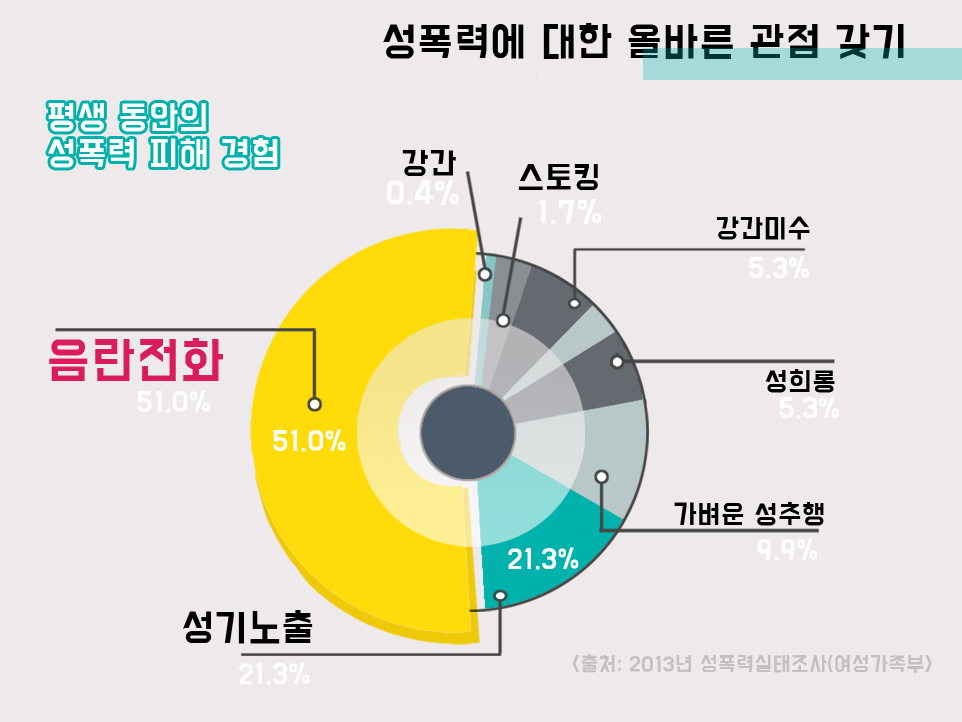 성폭력에 대한 올바른 관점 갖기
평생 동안의
성폭력 피해 경험
강간
0.4%
스토킹
1.7%
강간미수
5.3%
음란전화
51.0%
51.0%
성희롱
5.3%
가벼운 성추행
9.9%
21.3%
성기노출
21.3%
<출처: 2013년 성폭력실태조사(여성가족부>